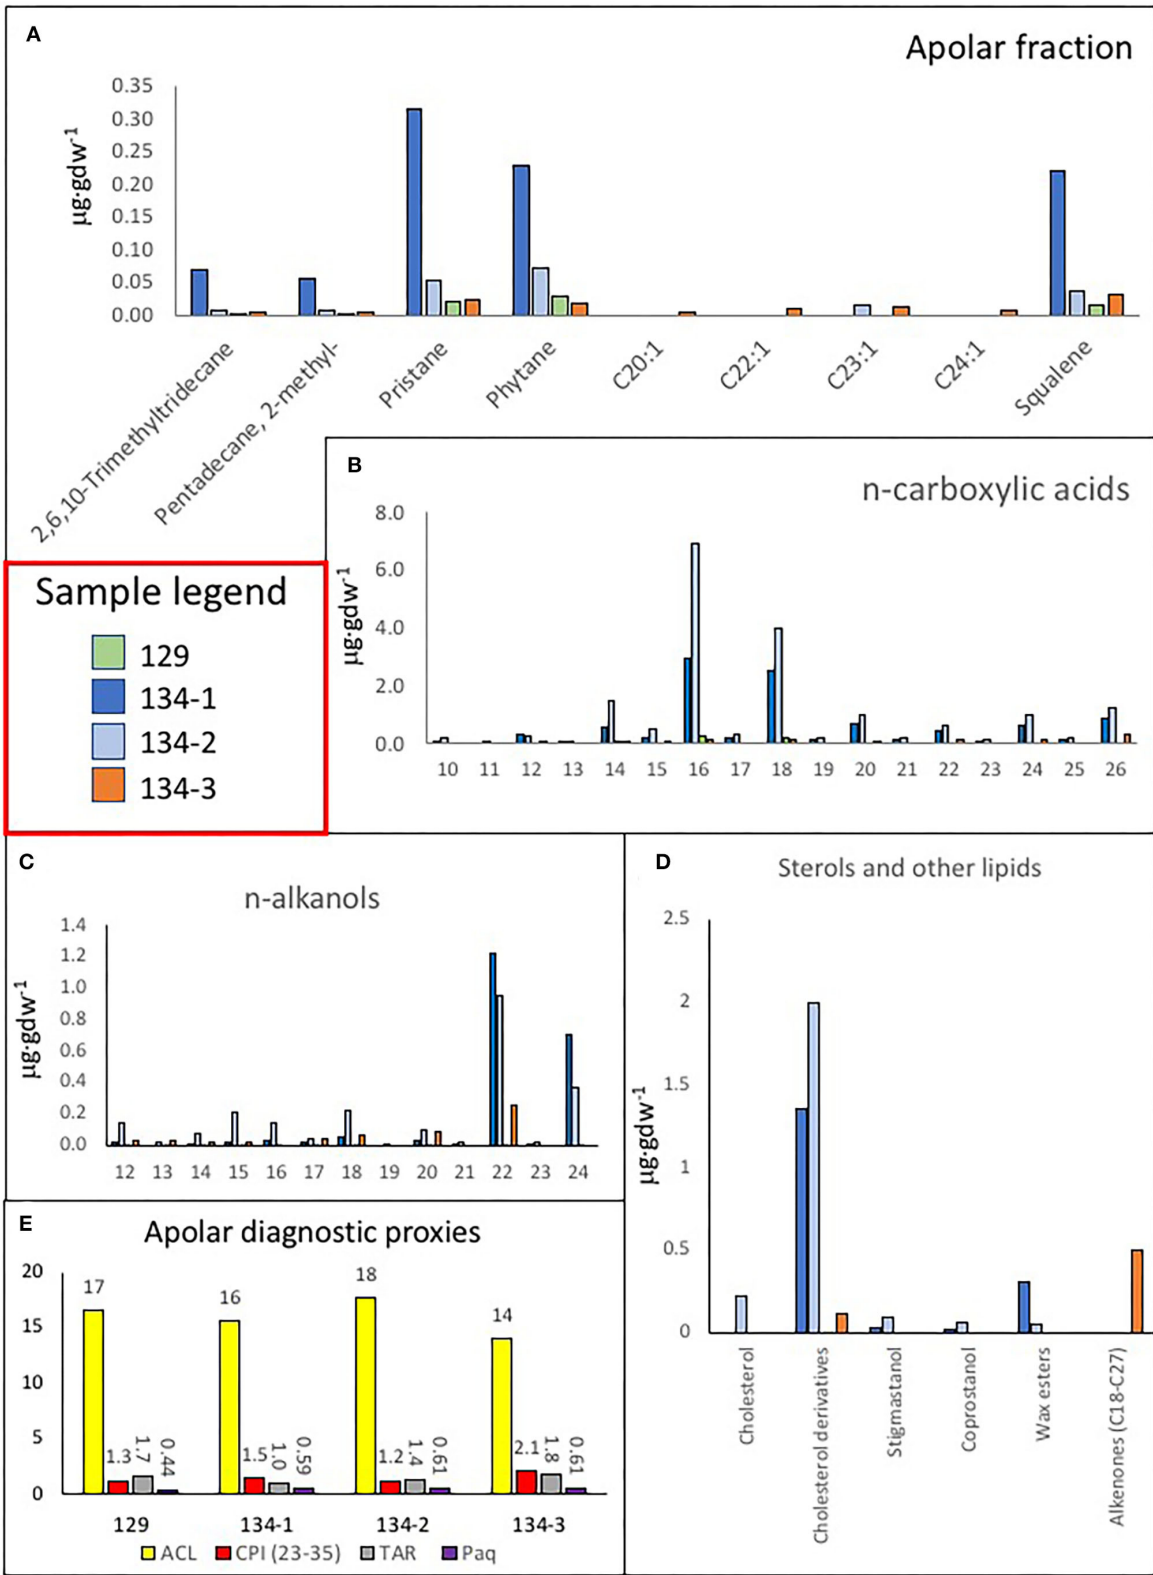 A
Apolar fraction
µg·gdw-1
0.35
0.30
0.25
0.20
0.15
0.10
0.05
0.00
2,6,10-Trimethyltridecane
Pentadecane, 2-methyl-
Pristane
Phytane
C20:1
C22:1
C23:1
C24:1
Squalene
B
n-carboxylic acids
µg·gdw-1
8.0
6.0
4.0
2.0
0.0
10 11 12 13 14 15 16 17 18 19 20 21 22 23 24 25 26
Sample legend
129
134-1
134-2
134-3
C
n-alkanols
µg·gdw-1
1.4
1.2
1.0
0.8
0.6
0.4
0.2
0.0
12 13 14 15 16 17 18 19 20 21 22 23 24
D
Sterols and other lipids
µg·gdw-1
2.5
2
1.5
1
0.5
0
Cholesterol
Cholesterol derivatives
Stigmastanol
Coprostanol
Wax esters
Alkenones (C18-C27)
E
Apolar diagnostic proxies
20
15
10
5
0
17 1.3 1.7 0.44
16 1.5 1.0 0.59
18 1.2 1.4 0.61
14 2.1 1.8 0.61
129 134-1 134-2 134-3
ACL CPI (23-35) TAR Paq